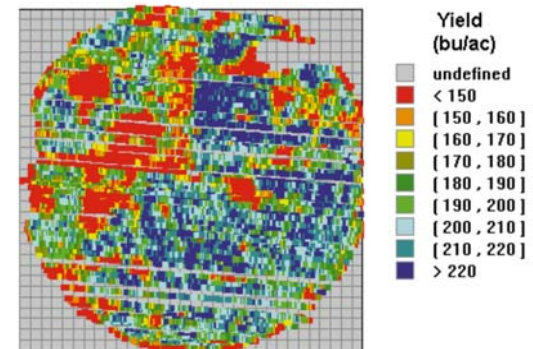 Yield
(bu/ac)
undefined
< 150
[ 150 , 160 ]
[ 160 , 170 ]
[ 170 , 180 ]
[ 180 , 190 ]
[ 190 , 200 ]
[ 200 , 210 ]
[ 210 , 220 ]
> 220